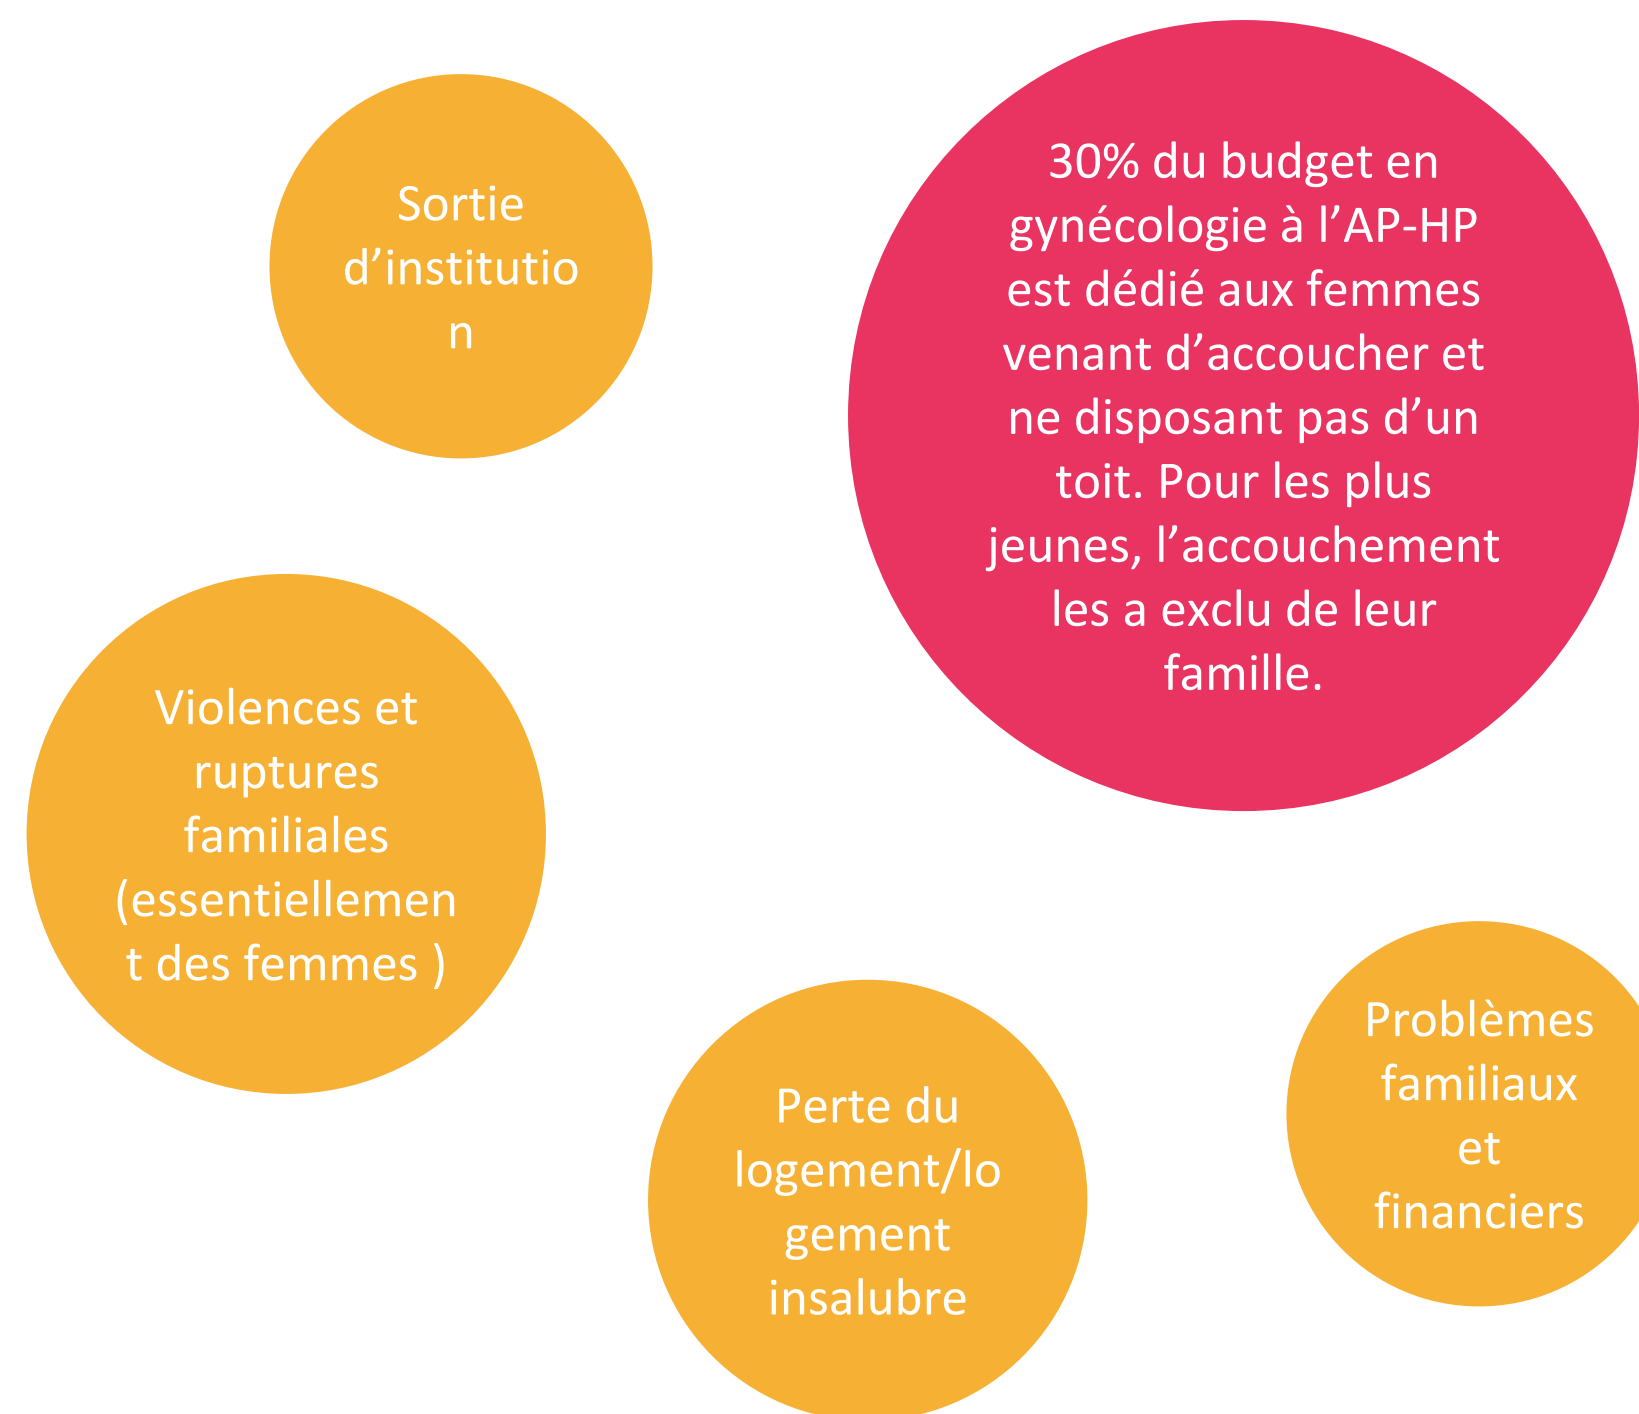 Sortie
d’institutio
n
30% du budget en
gynécologie à l’AP-HP
est dédié aux femmes
venant d’accoucher et
ne disposant pas d’un
toit. Pour les plus
jeunes, l’accouchement
les a exclu de leur
famille.
Violences et
ruptures
familiales
(essentiellemen
t des femmes )
Perte du
logement/lo
gement
insalubre
Problèmes
familiaux
et
financiers